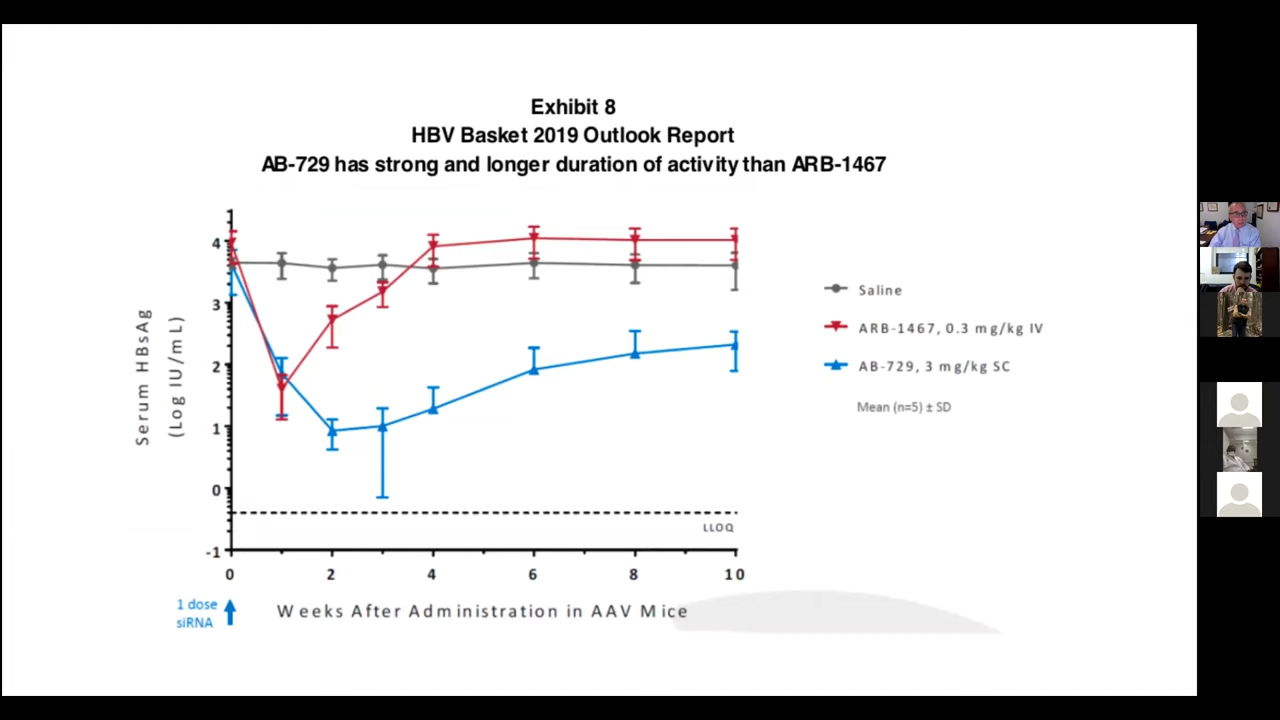 Exhibit 8
HBV Basket 2019 Outlook Report
AB-729 has strong and longer duration of activity than ARB-1467
Serum HBsAg
(Log IU/mL)
4
3
2
1
0
-1
0 2 4 6 8 10
LLOQ
Saline
ARB-1467, 0.3 mg/kg IV
AB-729, 3 mg/kg SC
Mean (n=5) ± SD
1 dose
siRNA
Weeks After Administration in AAV Mice